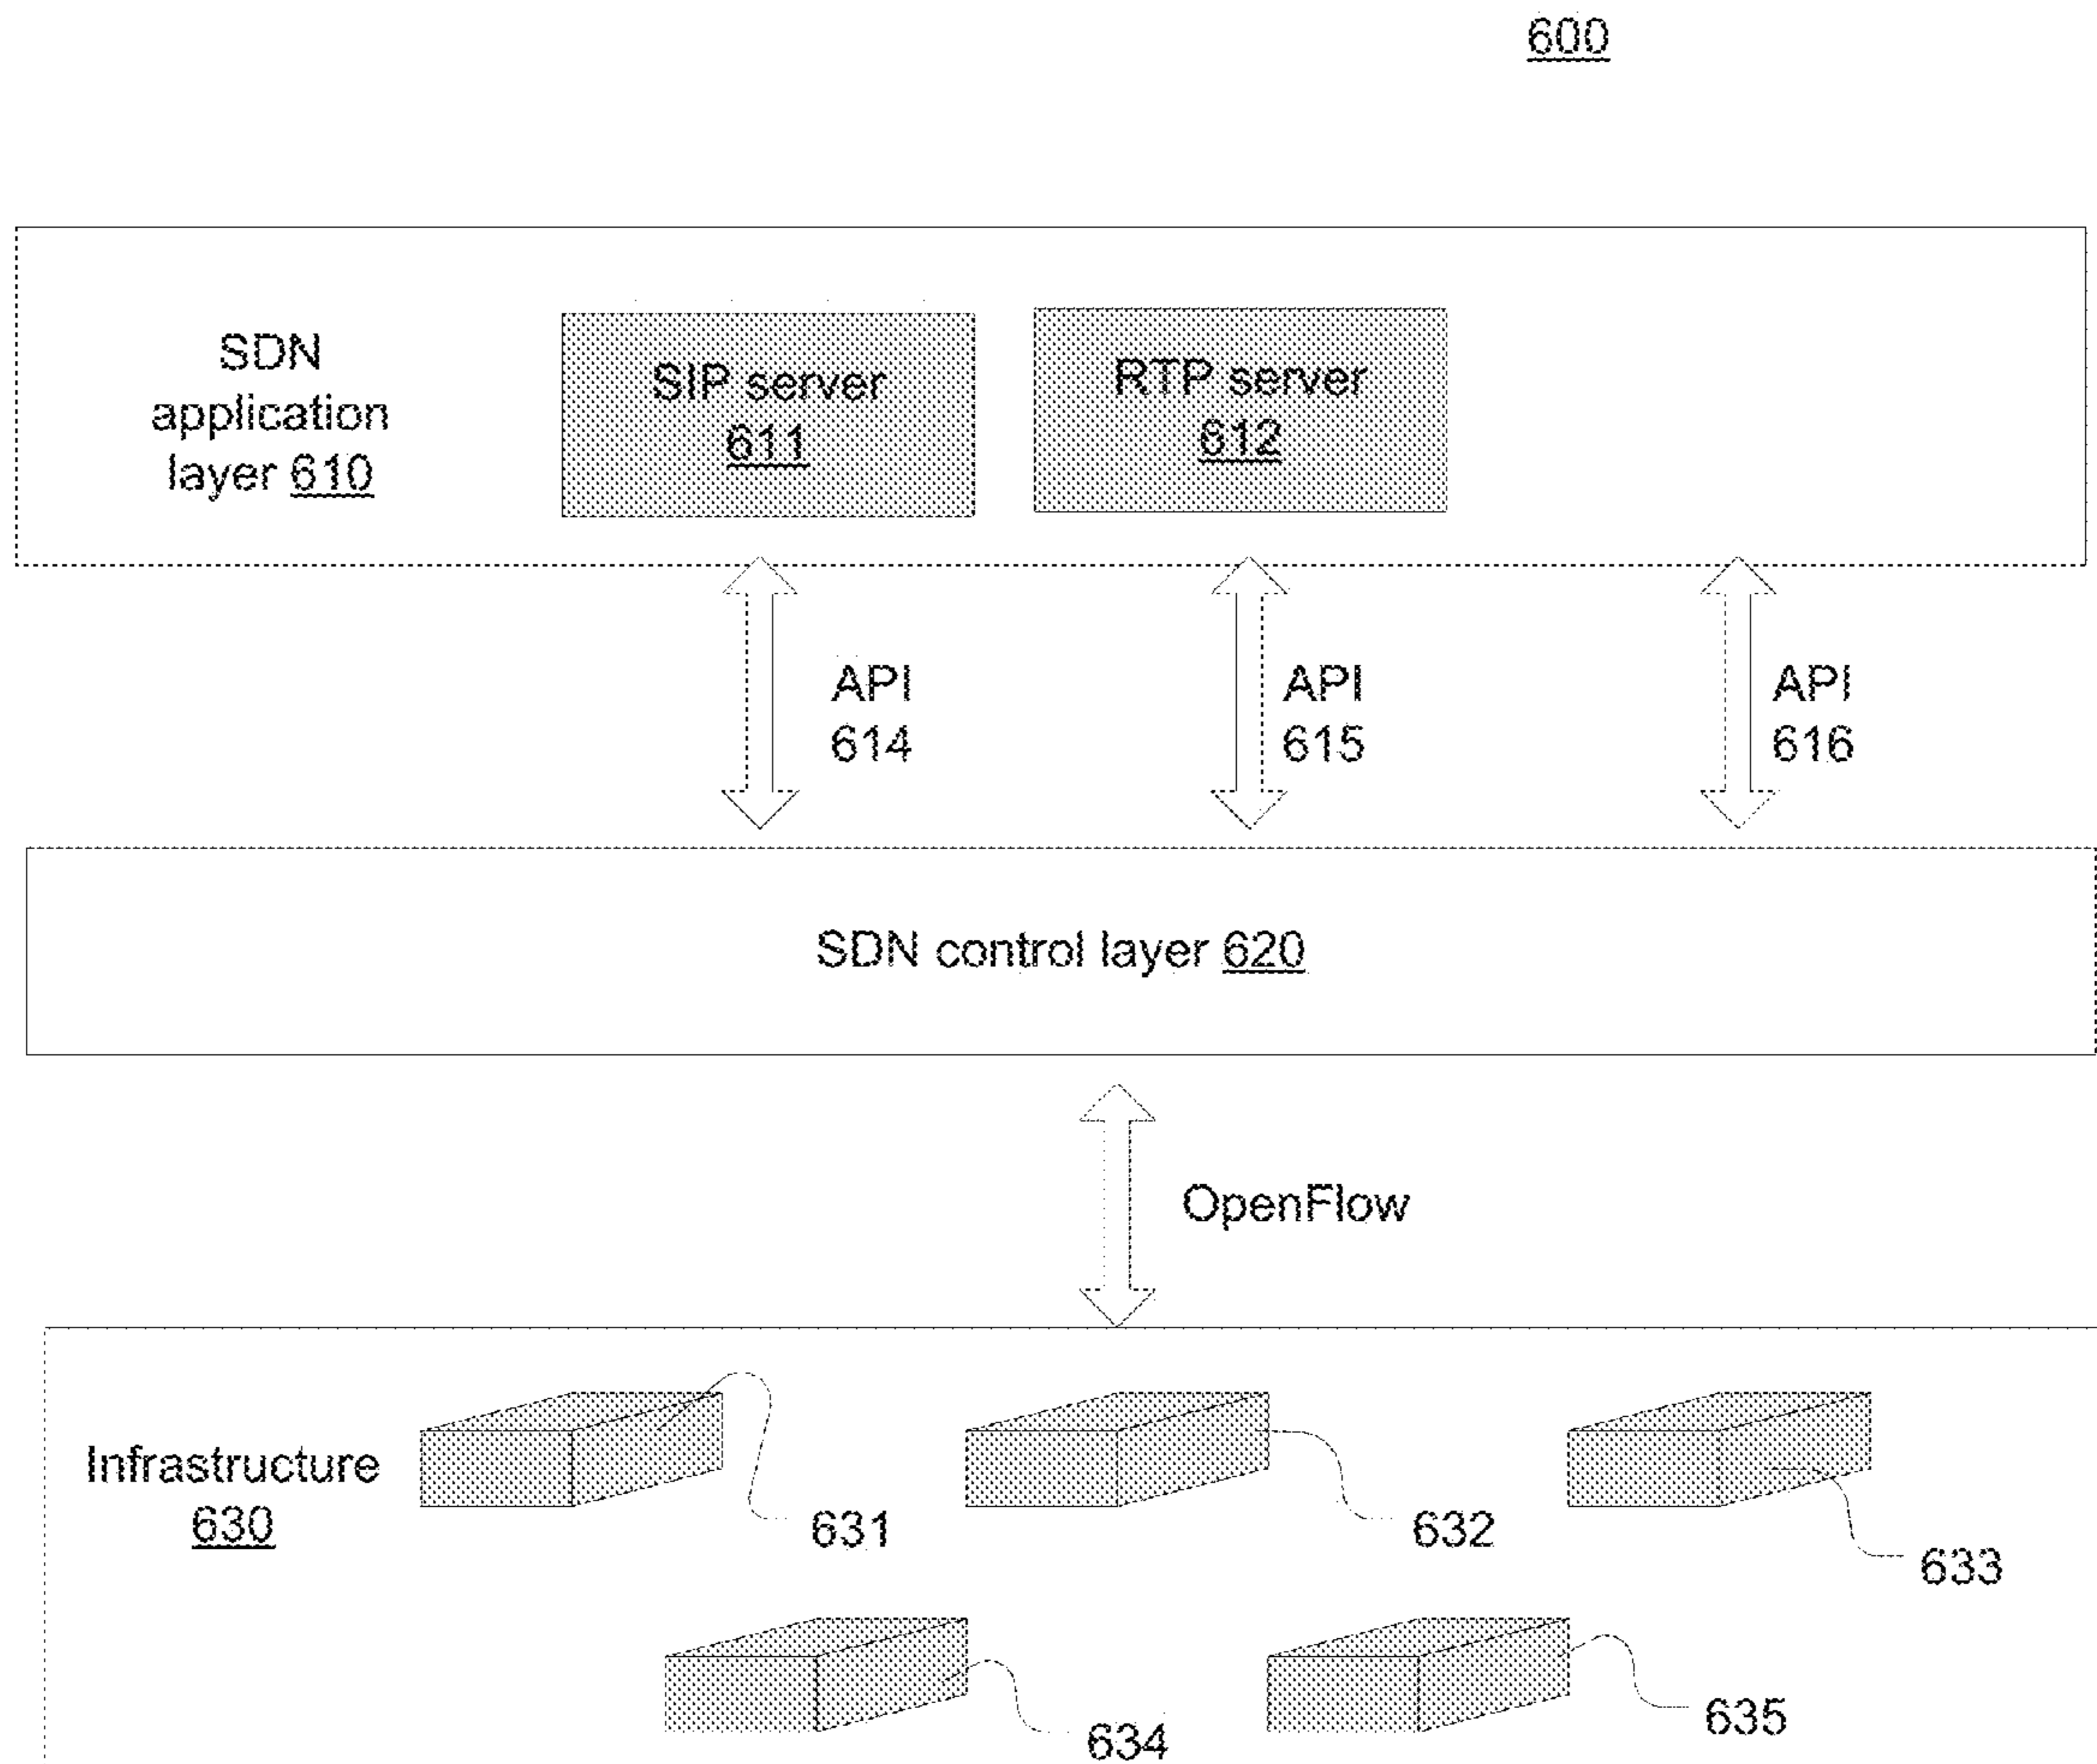 600
SDN
application
layer 610
SIP server
611
RTP server
612
API
614
API
615
API
616
SDN control layer 620
OpenFlow
Infrastructure
630
631
632
633
634
635